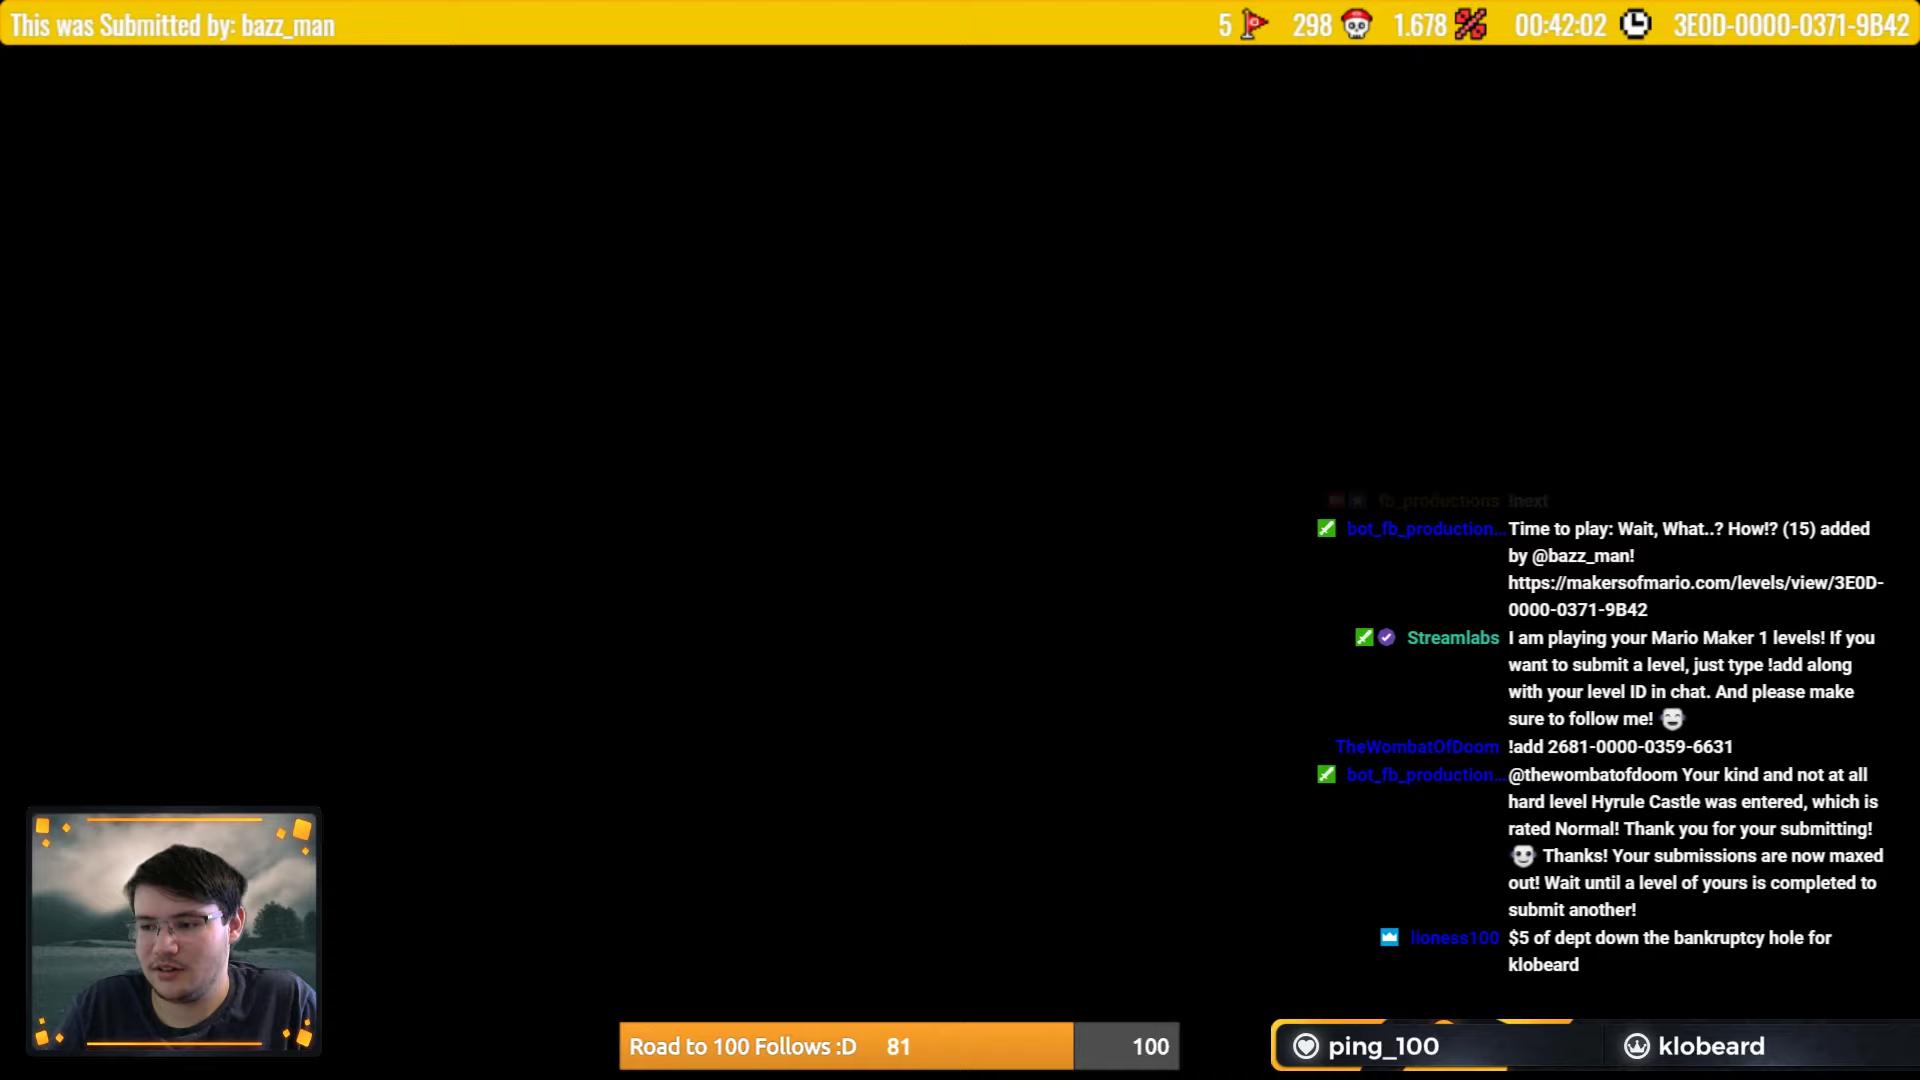 This was Submitted by: bazz_man
5 298 1.678 00:42:02 3E0D-0000-0371-9B42
fb_productions !next
bot_fb_production... Time to play: Wait, What..? How!? (15) added
by @bazz_man!
https://makersofmario.com/levels/view/3E0D-
0000-0371-9B42
Streamlabs I am playing your Mario Maker 1 levels! If you
want to submit a level, just type !add along
with your level ID in chat. And please make
sure to follow me!
TheWombatOfDoom !add 2681-0000-0359-6631
bot_fb_production... @thewombatofdoom Your kind and not at all
hard level Hyrule Castle was entered, which is
rated Normal! Thank you for your submitting!
Thanks! Your submissions are now maxed
out! Wait until a level of yours is completed to
submit another!
lioness100 $5 of dept down the bankruptcy hole for
klobeard
Road to 100 Follows :D 81 100
ping_100 klobeard